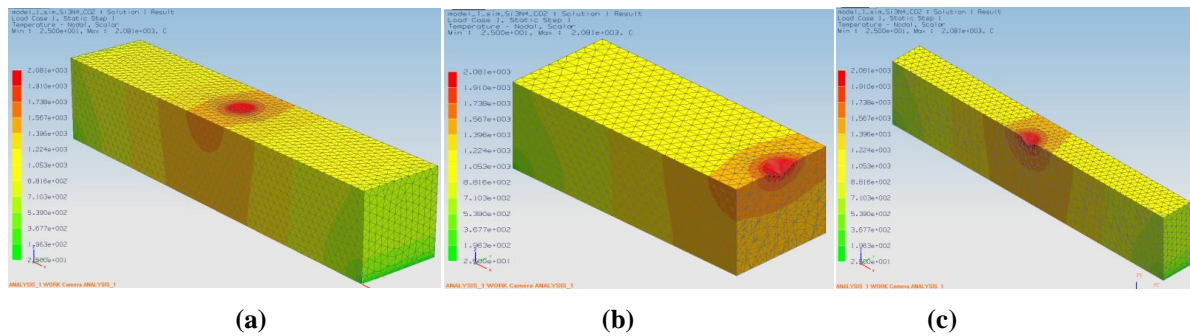 model_1_sim_Si3N4_CO2 : Solution 1 Result
Load Case 1, Static Step 1
Temperature - Nodal, Scalar
Min : 2.500e+001, Max : 2.081e+003, C
2.081e+003
1.910e+003
1.738e+003
1.567e+003
1.396e+003
1.224e+003
1.053e+003
8.816e+002
7.103e+002
5.390e+002
3.677e+002
1.963e+002
2.500e+001
ANALYSIS_1 WORK Camera ANALYSIS_1
(a)
model_1_sim_Si3N4_CO2 : Solution 1 Result
Load Case 1, Static Step 1
Temperature - Nodal, Scalar
Min : 2.500e+001, Max : 2.081e+003, C
2.081e+003
1.910e+003
1.738e+003
1.567e+003
1.396e+003
1.224e+003
1.053e+003
8.816e+002
7.103e+002
5.390e+002
3.677e+002
1.963e+002
2.500e+001
ANALYSIS_1 WORK Camera ANALYSIS_1
(b)
model_1_sim_Si3N4_CO2 : Solution 1 Result
Load Case 1, Static Step 1
Temperature - Nodal, Scalar
Min : 2.500e+001, Max : 2.081e+003, C
2.081e+003
1.910e+003
1.738e+003
1.567e+003
1.396e+003
1.224e+003
1.053e+003
8.816e+002
7.103e+002
5.390e+002
3.677e+002
1.963e+002
2.500e+001
ANALYSIS_1 WORK Camera ANALYSIS_1
(c)